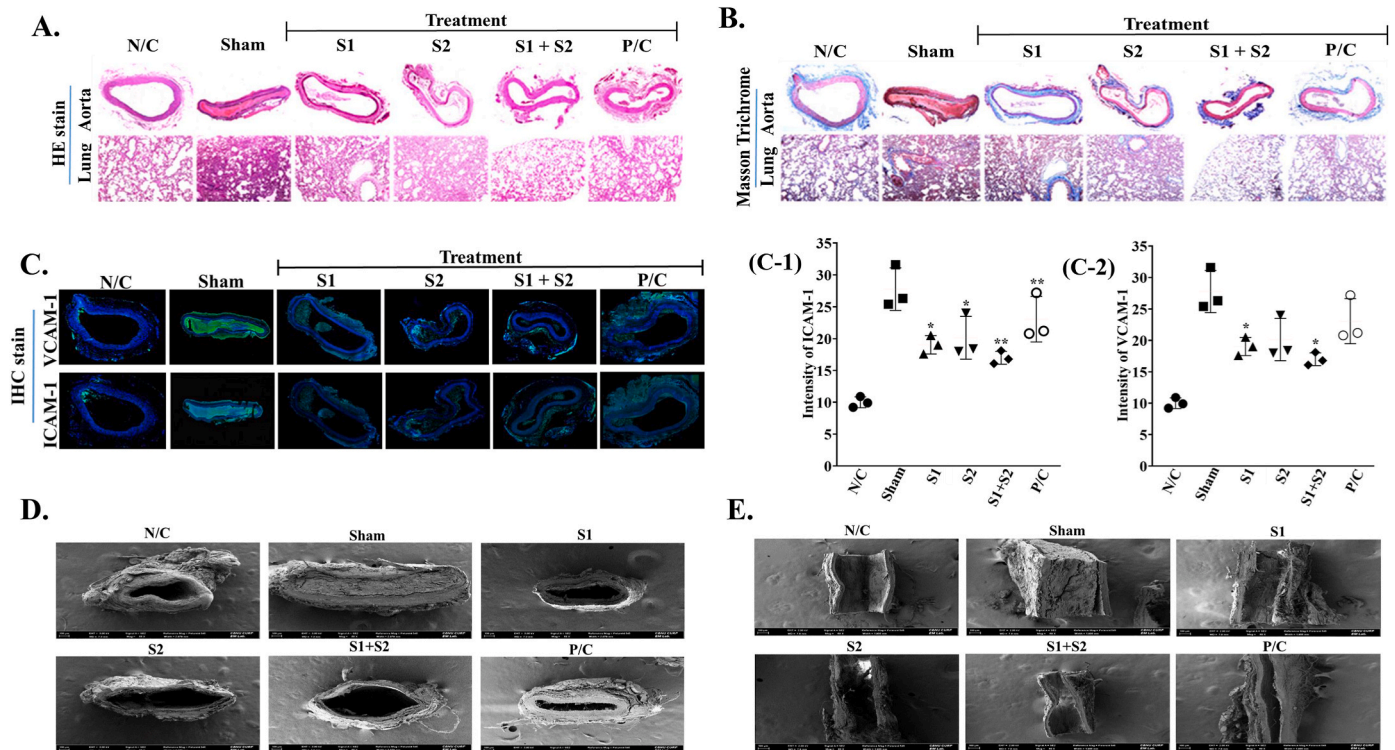 A.
Treatment
N/C Sham S1 S2 S1 + S2 P/C
HE stain
Aorta
Lung
B.
Treatment
N/C Sham S1 S2 S1 + S2 P/C
Masson Trichrome
Aorta
Lung
C.
Treatment
N/C Sham S1 S2 S1 + S2 P/C
IHC stain
VCAM-1
ICAM-1
(C-1)
Intensity of ICAM-1
35
30
25
20
15
10
5
0
* * ** **
N/C Sham S1 S2 S1+S2 P/C
(C-2)
Intensity of VCAM-1
35
30
25
20
15
10
5
0
* *
N/C Sham S1 S2 S1+S2 P/C
D.
N/C Sham S1
S2 S1+S2 P/C
E.
N/C Sham S1
S2 S1+S2 P/C